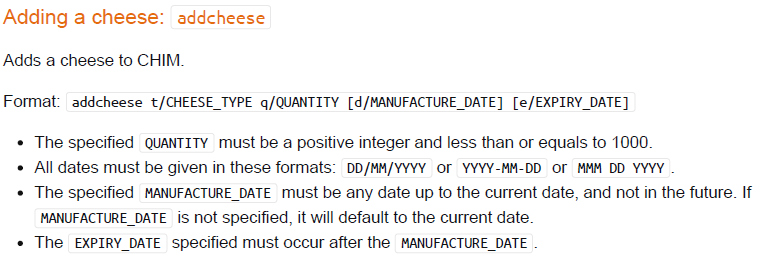 Adding a cheese: addcheese
Adds a cheese to CHIM.
Format: addcheese t/CHEESE_TYPE q/QUANTITY [d/MANUFACTURE_DATE] [e/EXPIRY_DATE]
• The specified QUANTITY must be a positive integer and less than or equals to 1000.
• All dates must be given in these formats: DD/MM/YYYY or YYYY-MM-DD or MMM DD YYYY.
• The specified MANUFACTURE_DATE must be any date up to the current date, and not in the future. If
MANUFACTURE_DATE is not specified, it will default to the current date.
• The EXPIRY_DATE specified must occur after the MANUFACTURE_DATE.